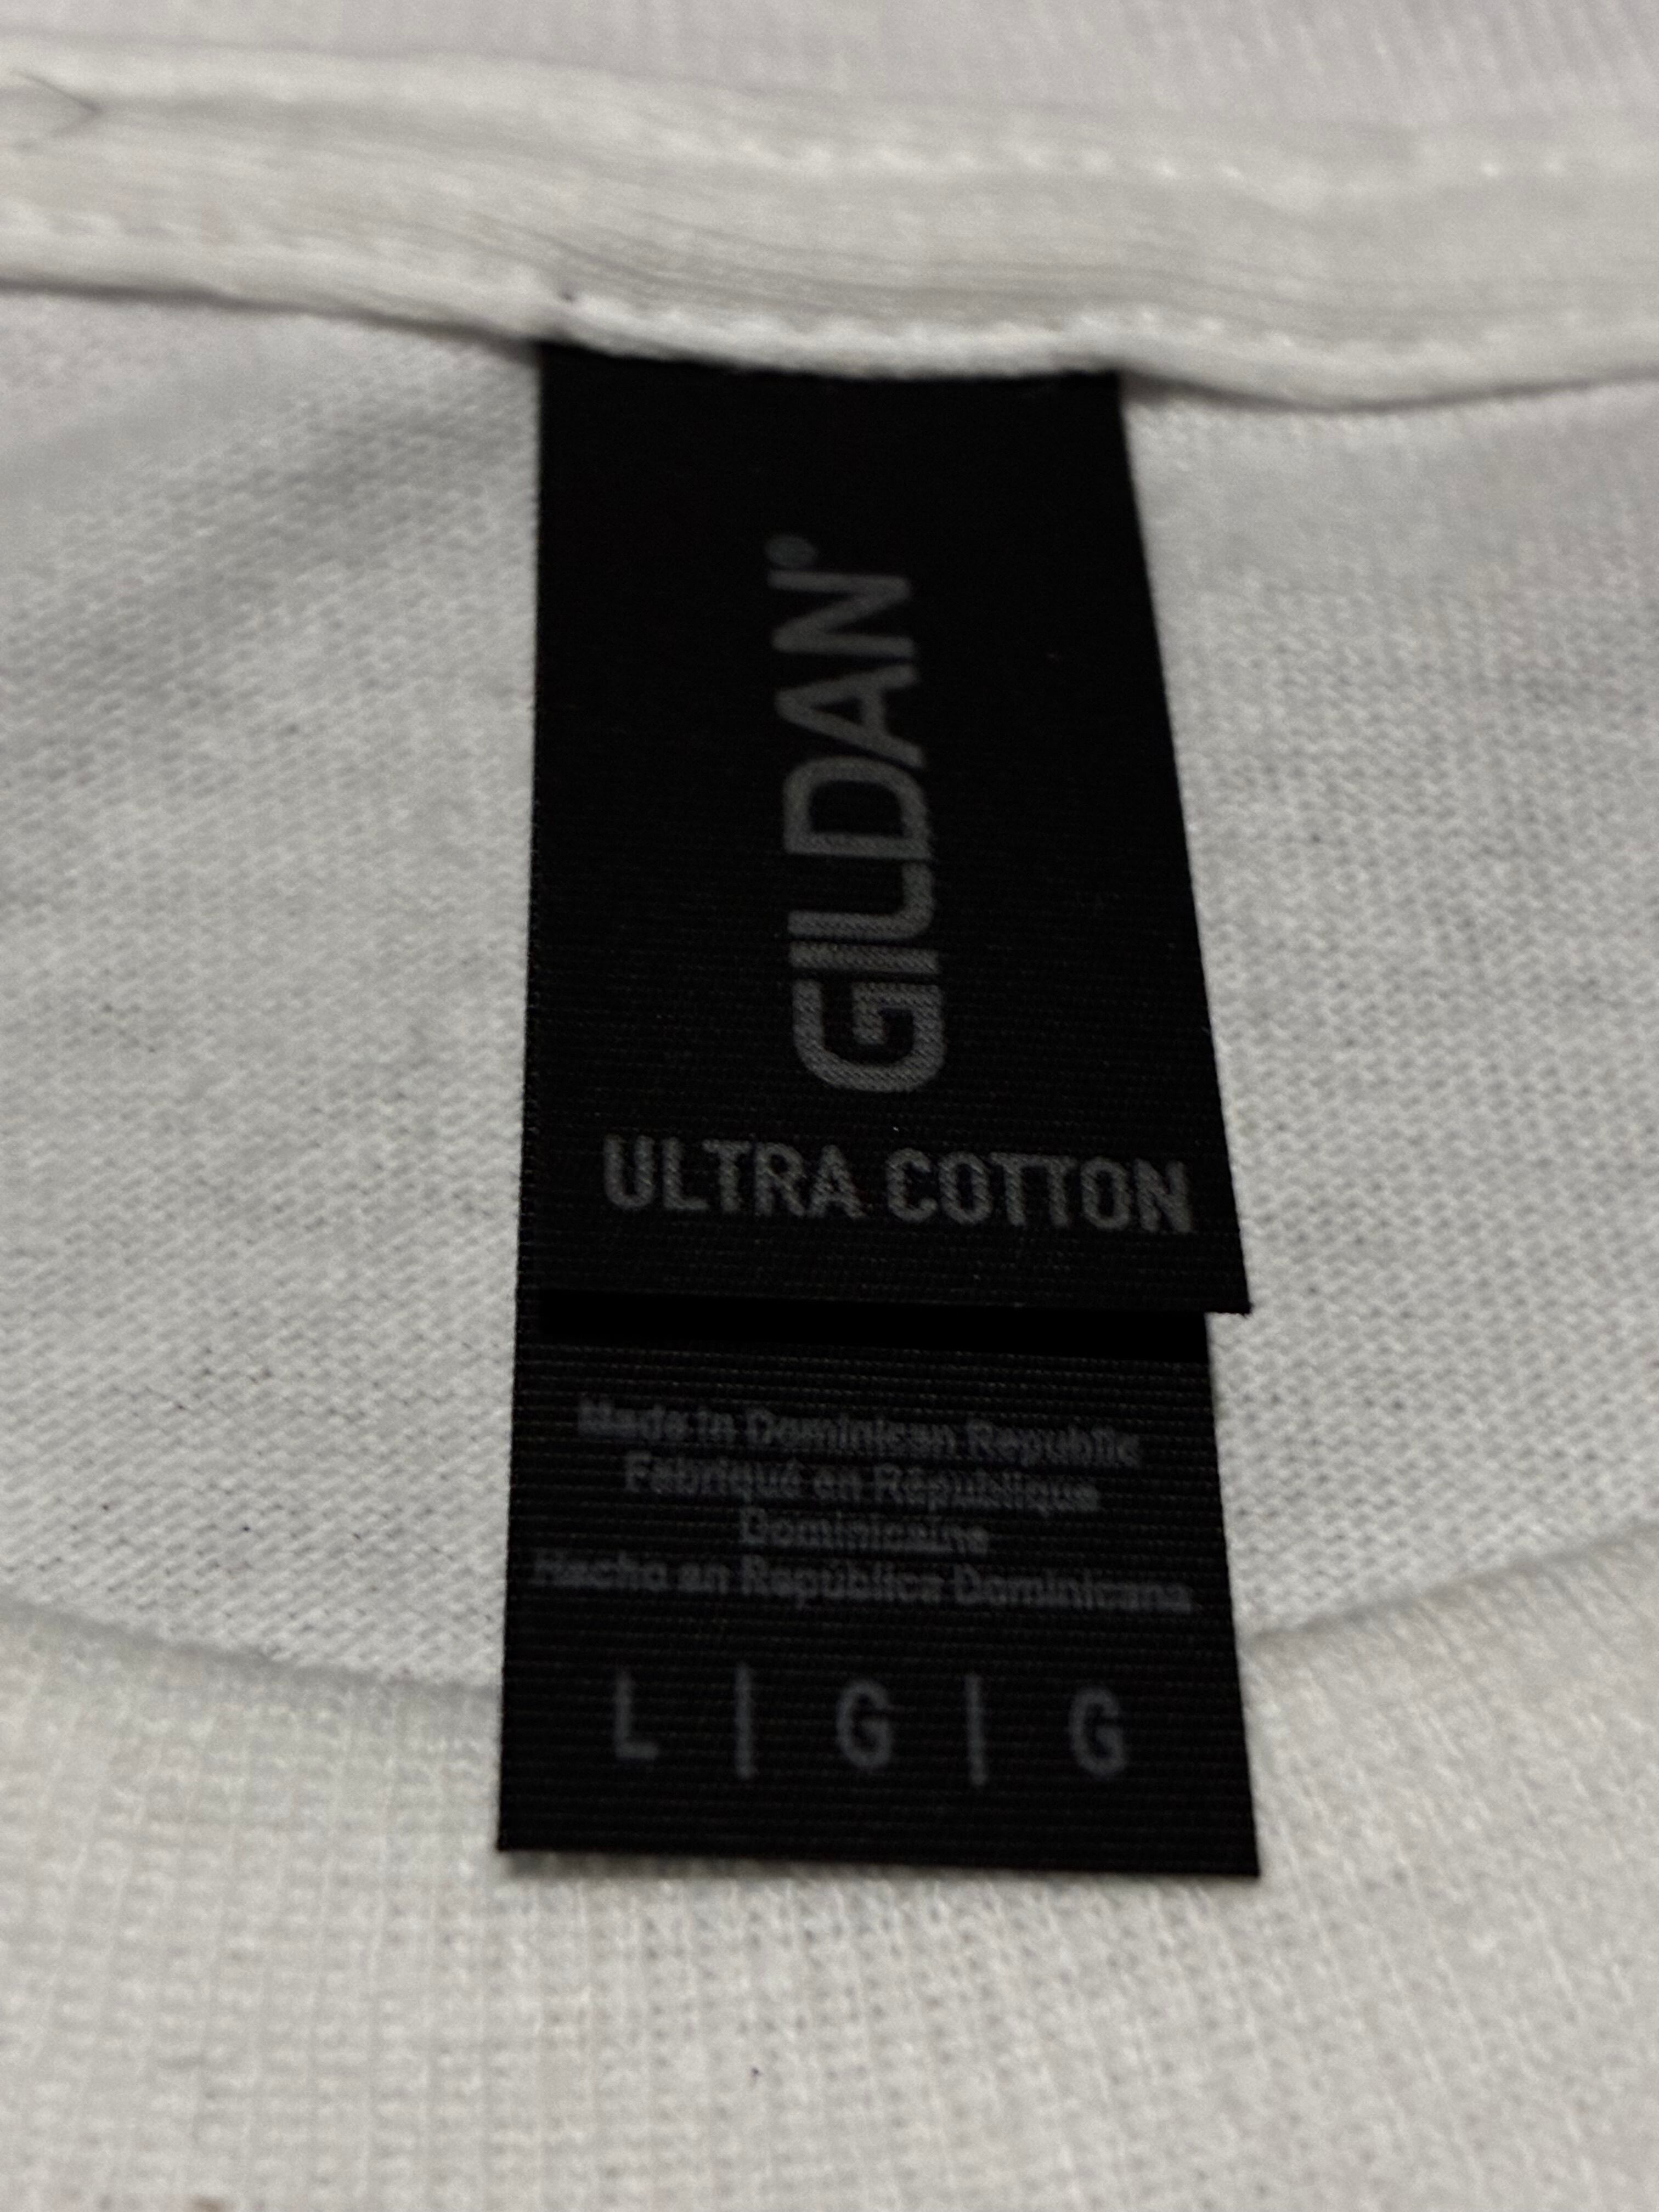 GILDAN®
ULTRA COTTON
Made in Dominican Republic
Fabriqué en République
Dominicaine
Hecho en República Dominicana
L | G | G